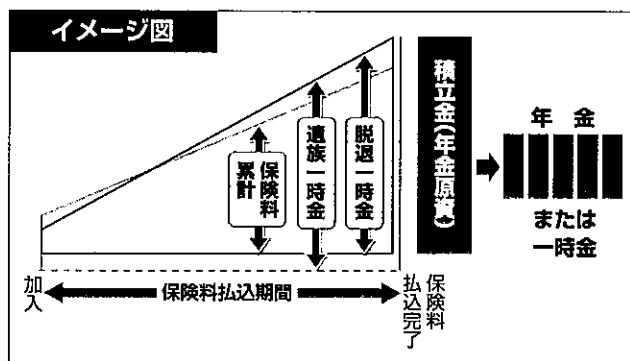 イメージ図
保険料
累計
遺族一時金
脱退一時金
積立金(年金原資)
年金
または
一時金
加入
保険料払込期間
保険料
払込完了